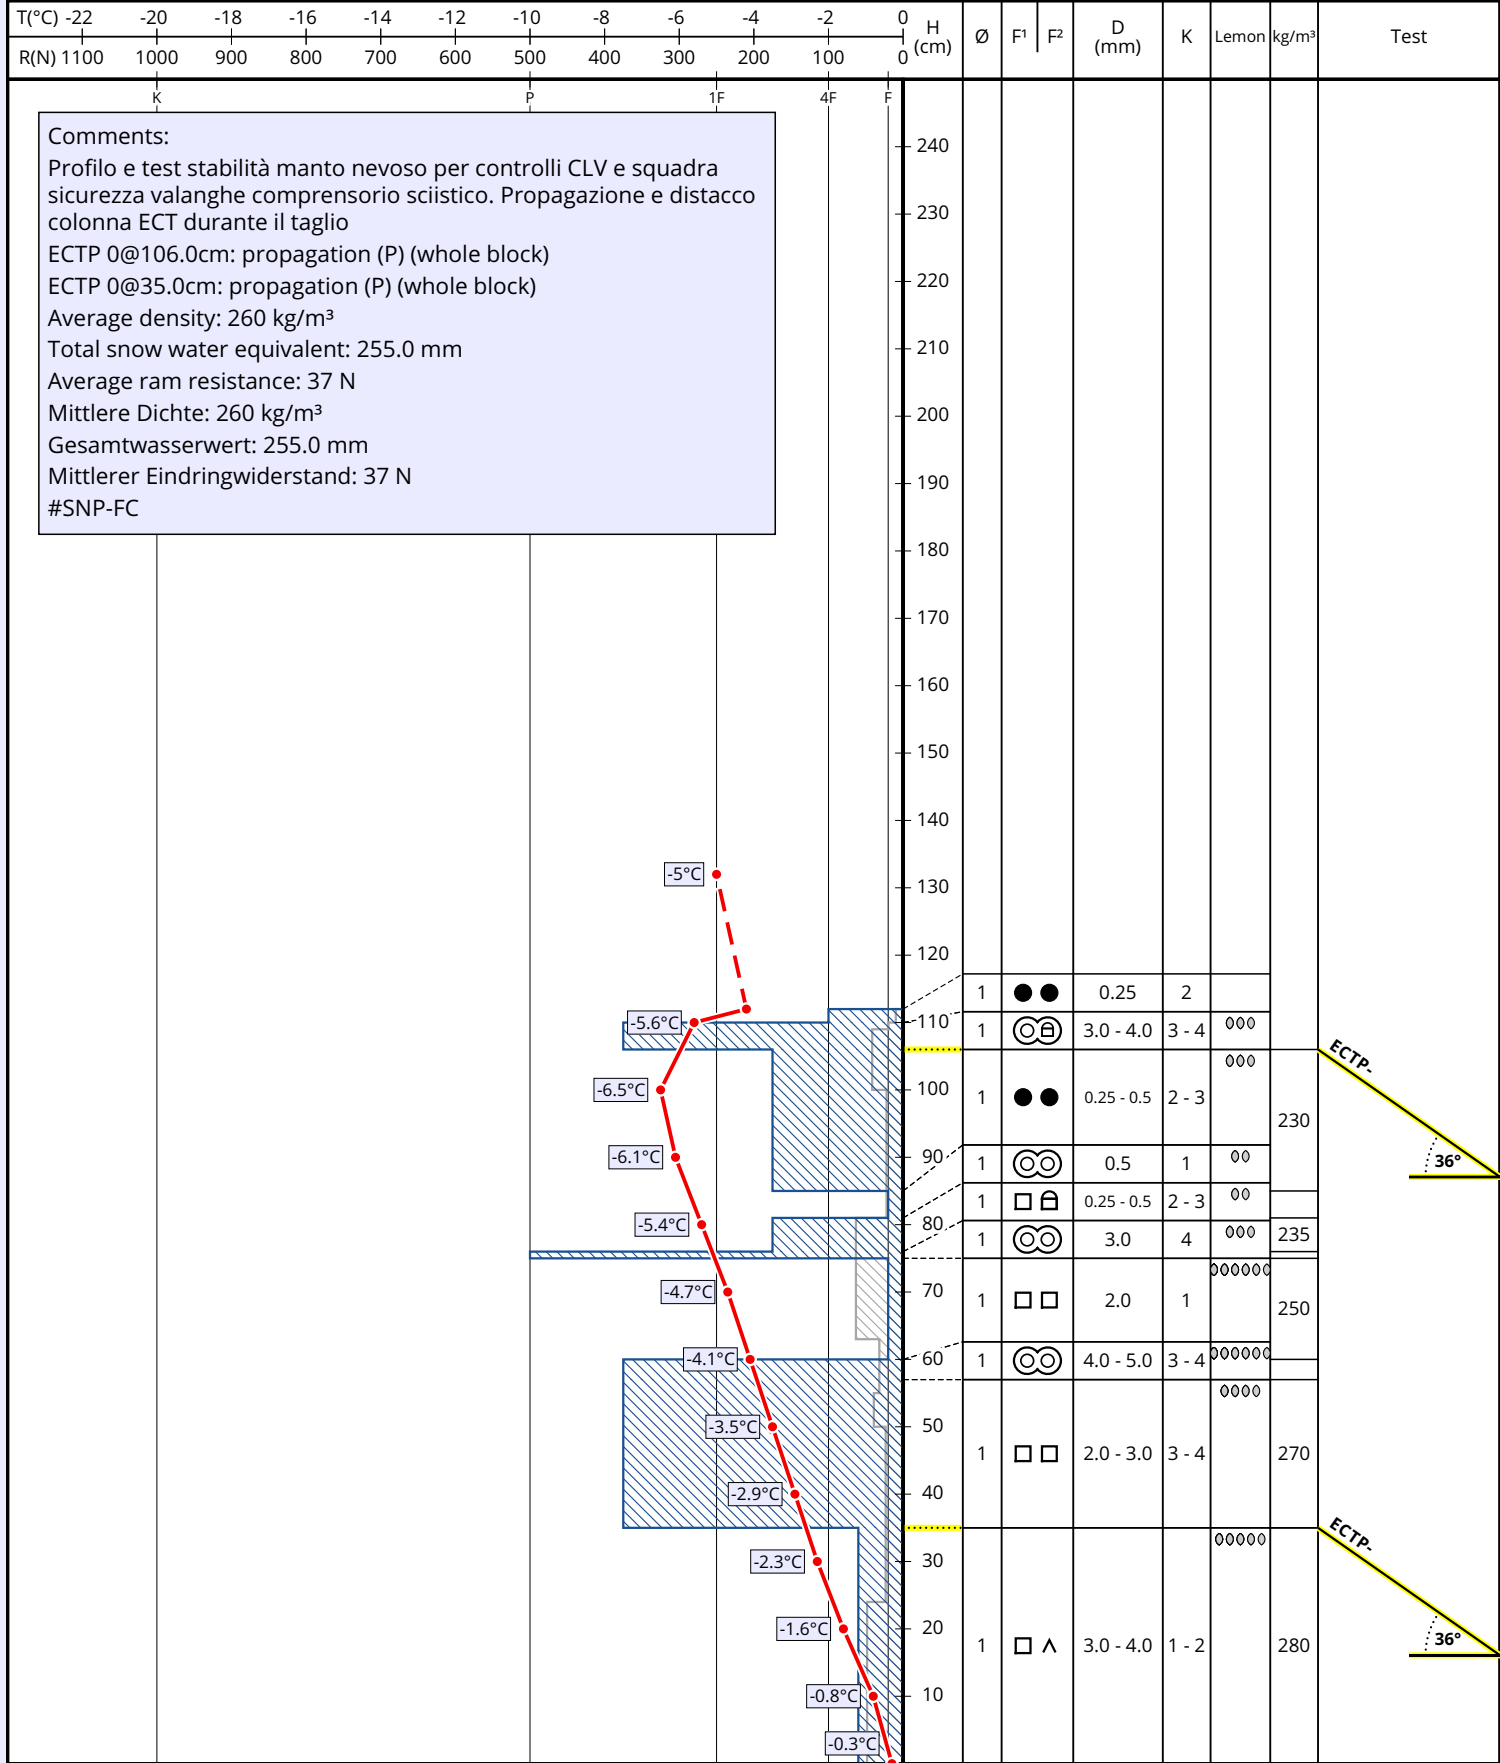 T(°C) -22 -20 -18 -16 -14 -12 -10 -8 -6 -4 -2 0
R(N) 1100 1000 900 800 700 600 500 400 300 200 100 0
H (cm) Ø F¹ F² D (mm) K Lemon kg/m³ Test
K P 1F 4F F
Comments:
Profilo e test stabilità manto nevoso per controlli CLV e squadra
sicurezza valanghe comprensorio sciistico. Propagazione e distacco
colonna ECT durante il taglio
ECTP 0@106.0cm: propagation (P) (whole block)
ECTP 0@35.0cm: propagation (P) (whole block)
Average density: 260 kg/m³
Total snow water equivalent: 255.0 mm
Average ram resistance: 37 N
Mittlere Dichte: 260 kg/m³
Gesamtwasserwert: 255.0 mm
Mittlerer Eindringwiderstand: 37 N
#SNP-FC
240
230
220
210
200
190
180
170
160
150
140
-5°C
130
120
1 0.25 2
-5.6°C 110
1 3.0 - 4.0 3 - 4
ECTP-
-6.5°C 100
1 0.25 - 0.5 2 - 3
230
-6.1°C 90
1 0.5 1
36°
1 0.25 - 0.5 2 - 3
-5.4°C 80
1 3.0 4 235
-4.7°C 70
1 2.0 1 250
-4.1°C 60
1 4.0 - 5.0 3 - 4
-3.5°C 50
1 2.0 - 3.0 3 - 4 270
-2.9°C 40
ECTP-
-2.3°C 30
-1.6°C 20
1 3.0 - 4.0 1 - 2 280
36°
-0.8°C 10
-0.3°C